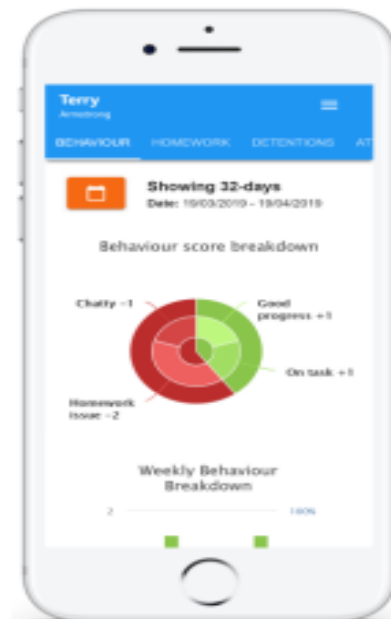 Terry
Armstrong
BEHAVIOUR HOMEWORK DETENTIONS AT
Showing 32-days
Date: 19/03/2019 - 19/04/2019
Behaviour score breakdown
Chatty -1
Good
progress +1
On task +1
Homework
issue -2
Weekly Behaviour
Breakdown
2 100%